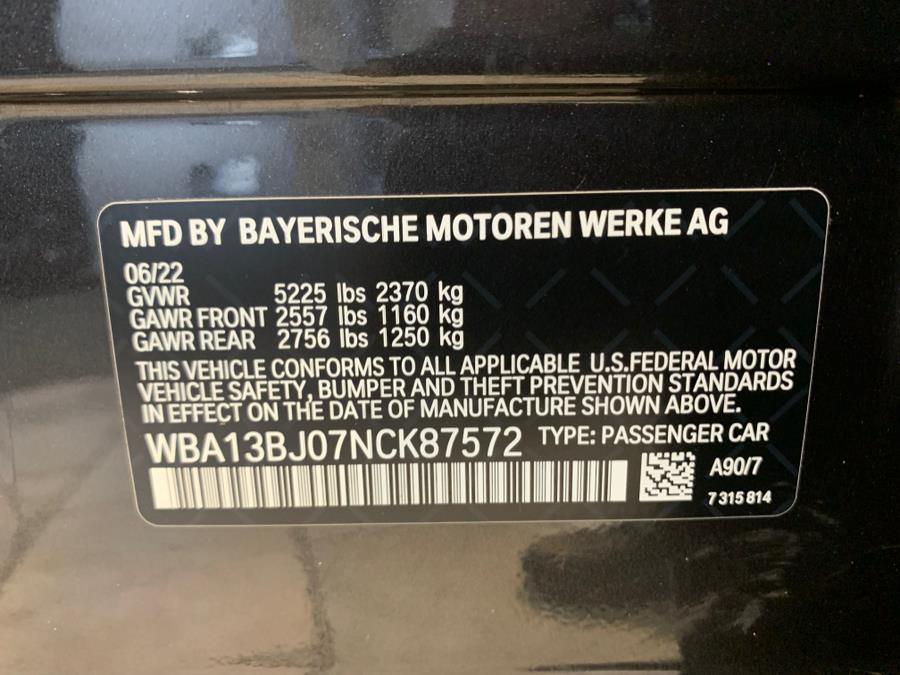 MFD BY BAYERISCHE MOTOREN WERKE AG
06/22
GVWR 5225 lbs 2370 kg
GAWR FRONT 2557 lbs 1160 kg
GAWR REAR 2756 lbs 1250 kg
THIS VEHICLE CONFORMS TO ALL APPLICABLE U.S.FEDERAL MOTOR
VEHICLE SAFETY, BUMPER AND THEFT PREVENTION STANDARDS
IN EFFECT ON THE DATE OF MANUFACTURE SHOWN ABOVE.
WBA13BJ07NCK87572 TYPE: PASSENGER CAR
A90/7
7 315 814